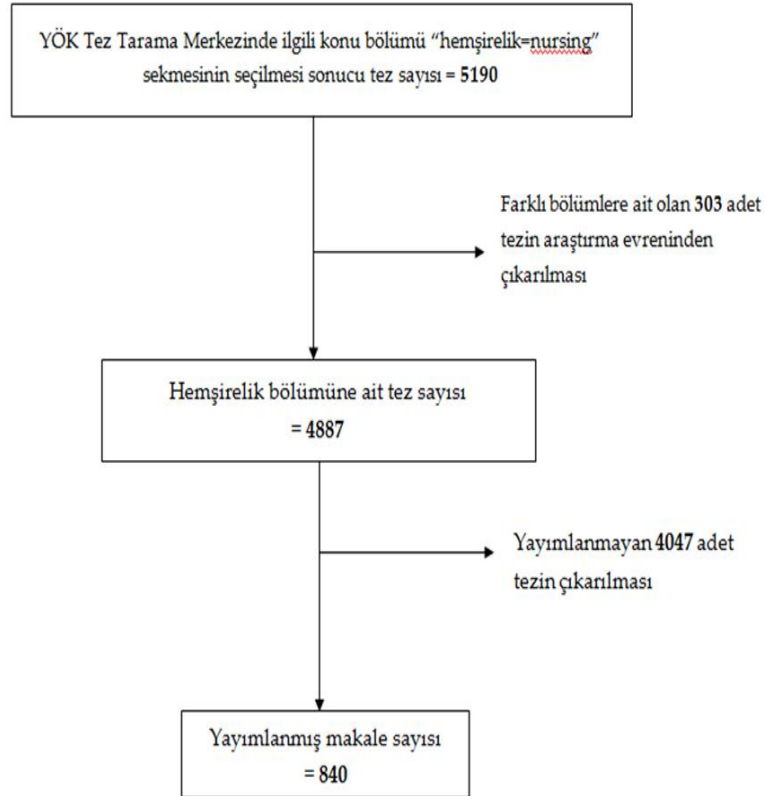 YÖK Tez Tarama Merkezinde ilgili konu bölümü “hemşirelik=nursing”
sekmesinin seçilmesi sonucu tez sayısı = 5190
Farklı bölümlere ait olan 303 adet
tezin araştırma evreninden
çıkarılması
Hemşirelik bölümüne ait tez sayısı
= 4887
Yayımlanmayan 4047 adet
tezin çıkarılması
Yayımlanmış makale sayısı
= 840